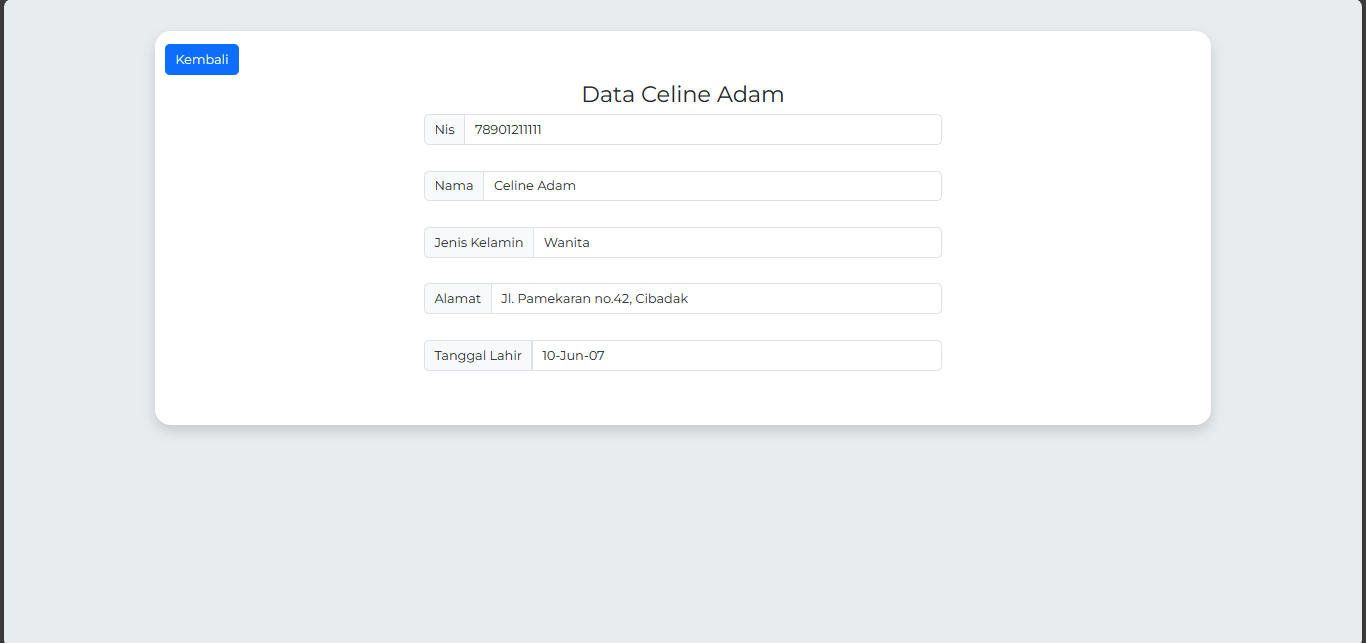 Kembali
Data Celine Adam
Nis 78901211111
Nama Celine Adam
Jenis Kelamin Wanita
Alamat Jl. Pamekaran no.42, Cibadak
Tanggal Lahir 10-Jun-07